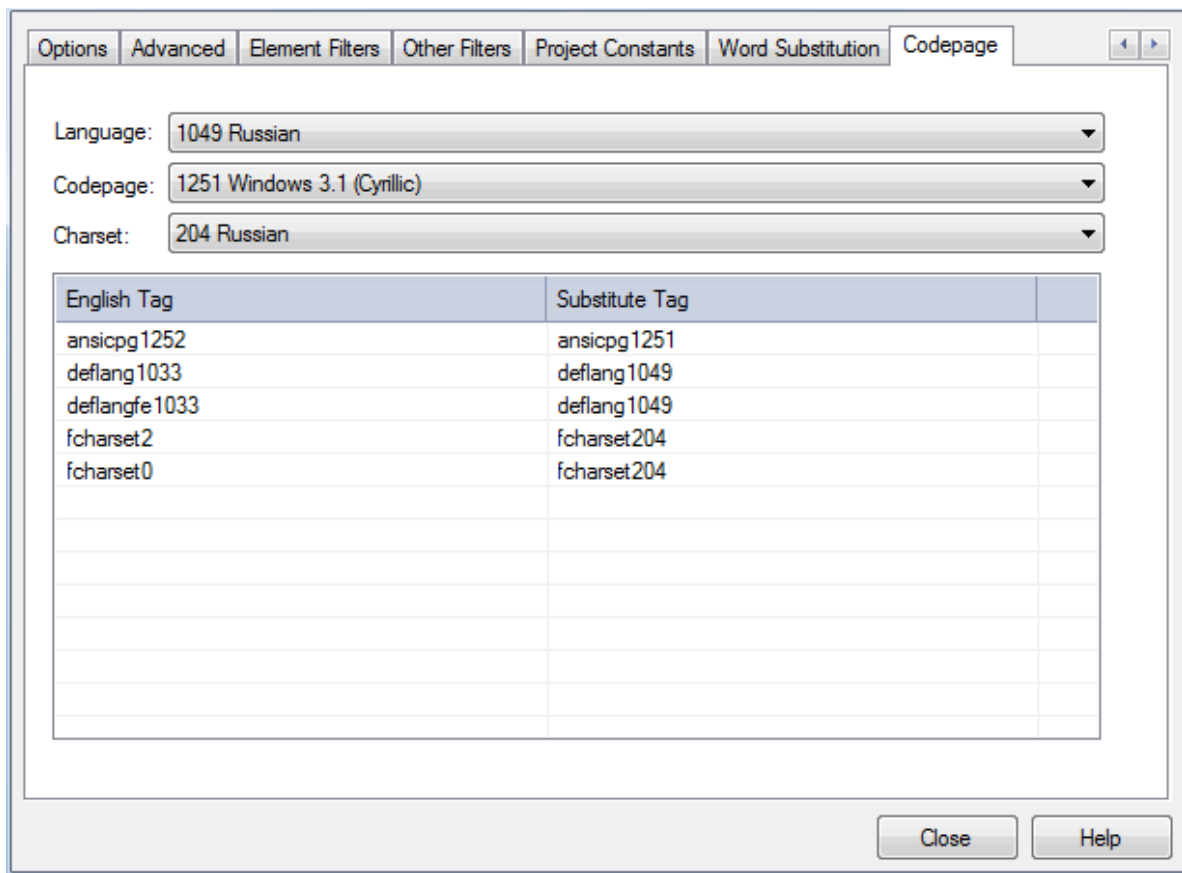 Options Advanced Element Filters Other Filters Project Constants Word Substitution Codepage
Language: 1049 Russian
Codepage: 1251 Windows 3.1 (Cyrillic)
Charset: 204 Russian
English Tag Substitute Tag
ansicpg1252 ansicpg1251
deflang1033 deflang1049
deflangfe1033 deflang1049
fcharset2 fcharset204
fcharset0 fcharset204
Close Help